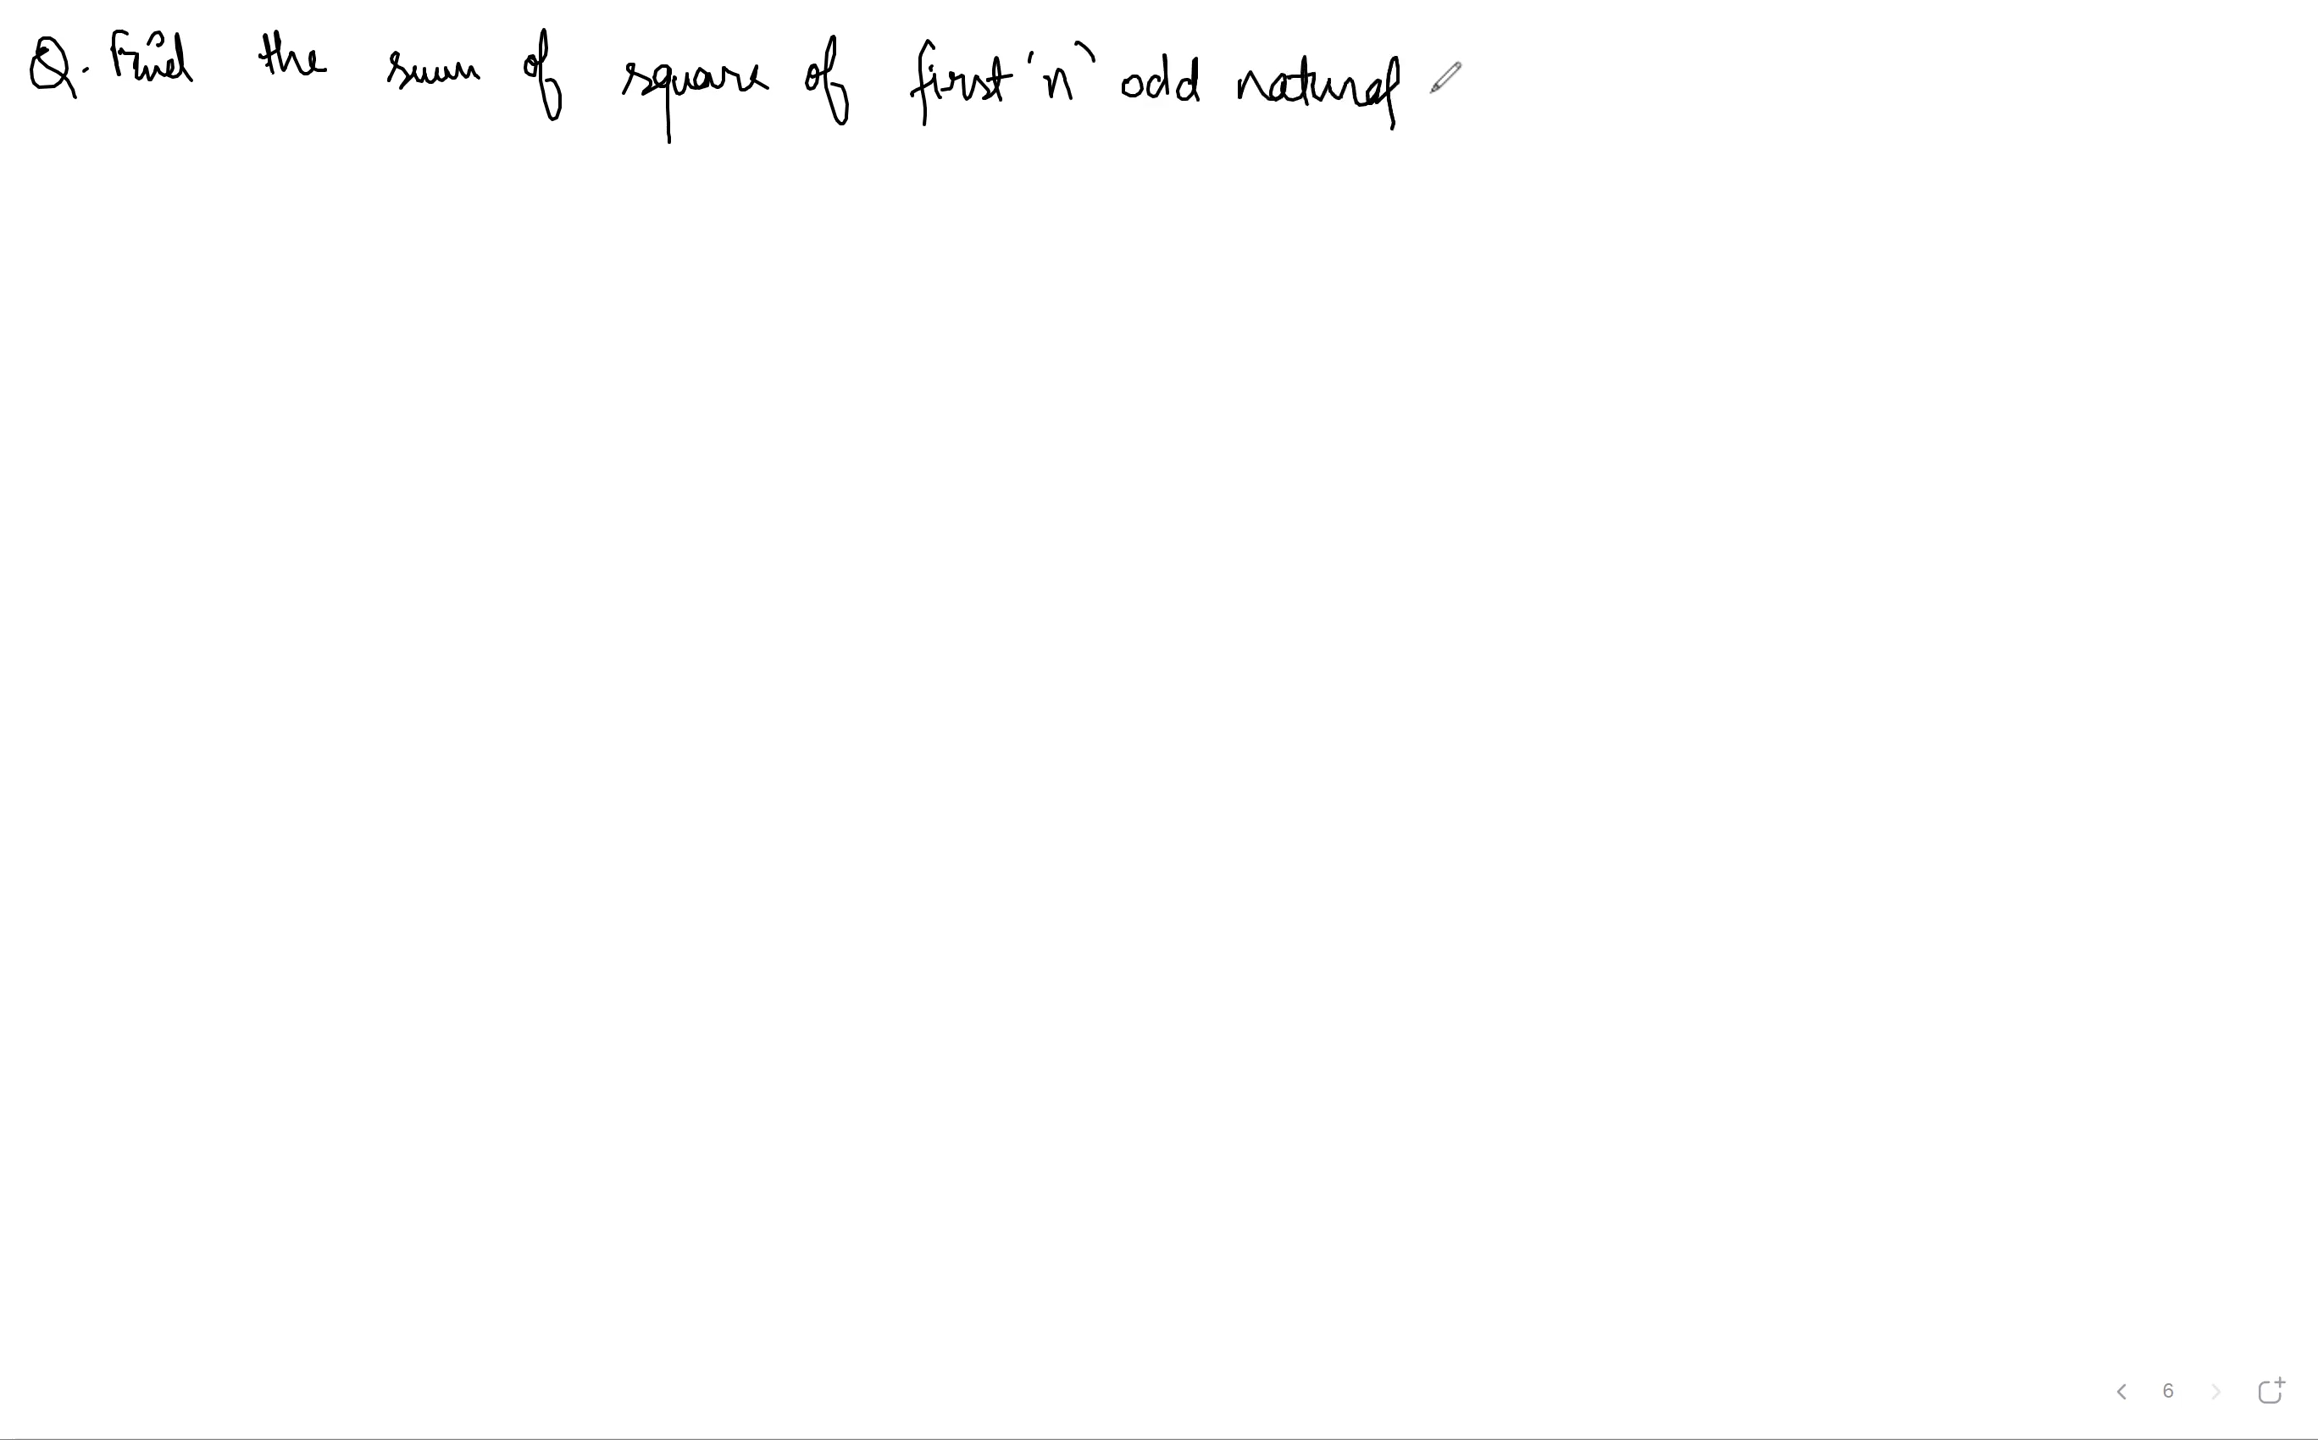 Q. Find the sum of square of first 'n' odd natural
6